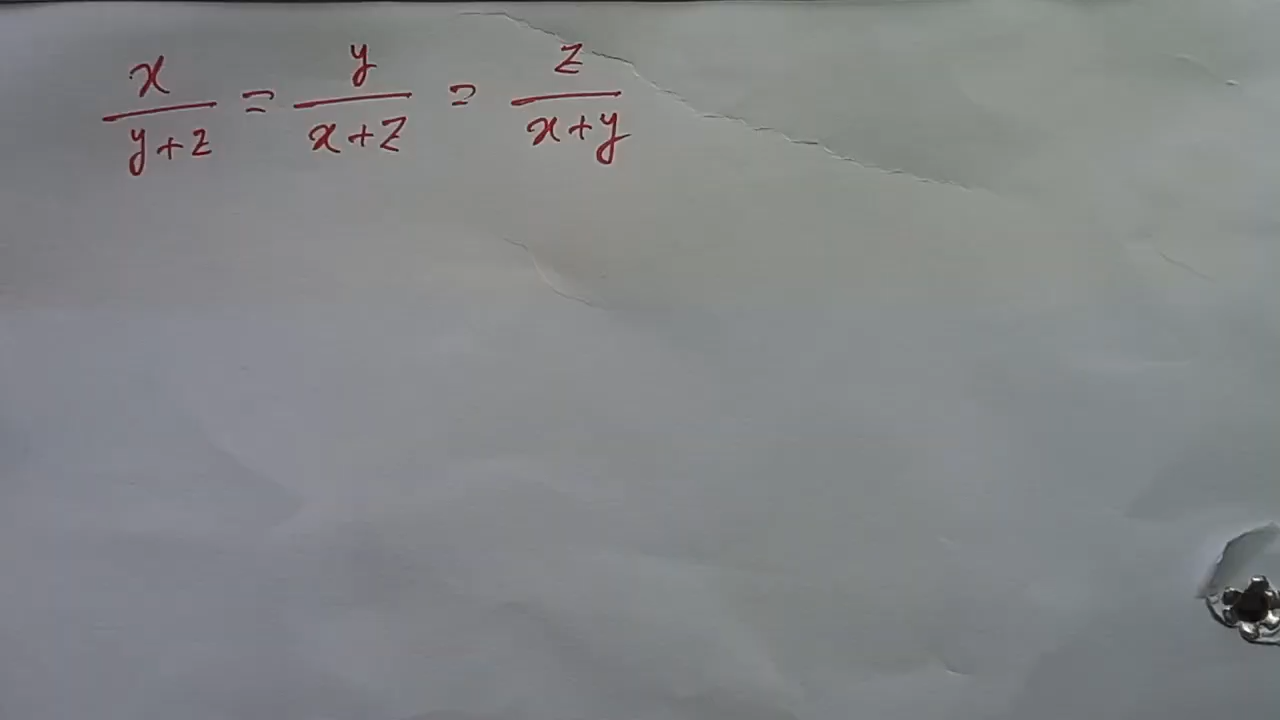 x/(y+z) = y/(x+z) = z/(x+y)